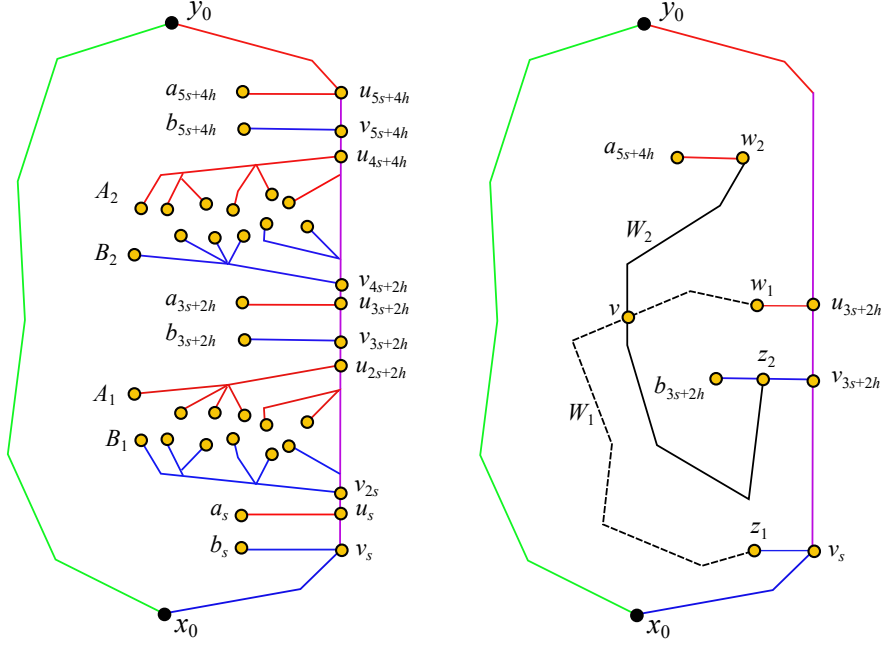 y₀
a₅ₛ₊₄ₕ
u₅ₛ₊₄ₕ
b₅ₛ₊₄ₕ
v₅ₛ₊₄ₕ
u₄ₛ₊₄ₕ
A₂
B₂
v₄ₛ₊₂ₕ
a₃ₛ₊₂ₕ
u₃ₛ₊₂ₕ
b₃ₛ₊₂ₕ
v₃ₛ₊₂ₕ
u₂ₛ₊₂ₕ
A₁
B₁
v₂ₛ
aₛ
uₛ
bₛ
vₛ
x₀
y₀
a₅ₛ₊₄ₕ
w₂
W₂
w₁
v
u₃ₛ₊₂ₕ
z₂
b₃ₛ₊₂ₕ
v₃ₛ₊₂ₕ
W₁
z₁
vₛ
x₀